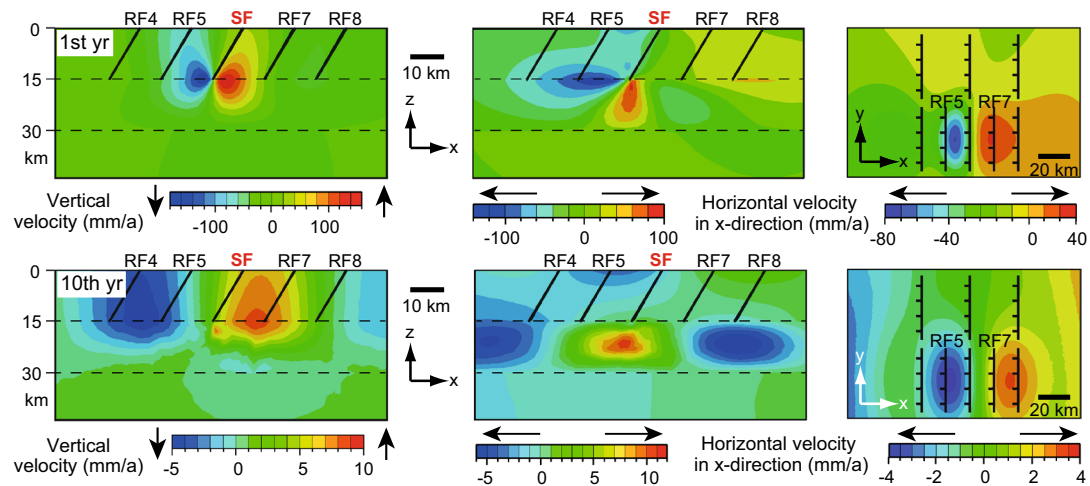 RF4 RF5 SF RF7 RF8
0
1st yr
15
30
km
10 km
z
x
RF4 RF5 SF RF7 RF8
RF5 RF7
y
x
20 km
Vertical
velocity (mm/a)
-100 0 100
-100 0 100
Horizontal velocity
in x-direction (mm/a)
-80 -40 0 40
RF4 RF5 SF RF7 RF8
0
10th yr
15
30
km
10 km
z
x
RF4 RF5 SF RF7 RF8
RF5 RF7
y
x
20 km
Vertical
velocity (mm/a)
-5 0 5 10
-5 0 5 10
Horizontal velocity
in x-direction (mm/a)
-4 -2 0 2 4